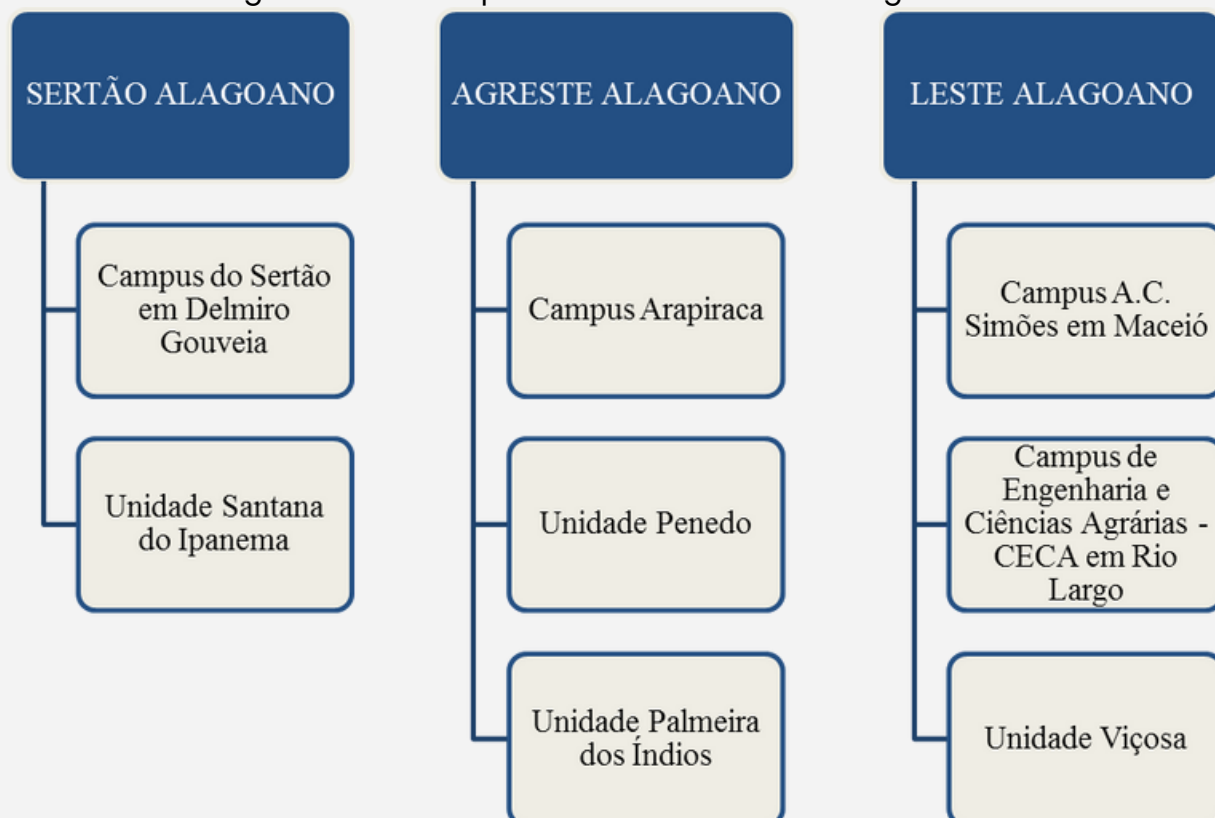 SERTÃO ALAGOANO
Campus do Sertão
em Delmiro
Gouveia
Unidade Santana
do Ipanema
AGRESTE ALAGOANO
Campus Arapiraca
Unidade Penedo
Unidade Palmeira
dos Índios
LESTE ALAGOANO
Campus A.C.
Simões em Maceió
Campus de
Engenharia e
Ciências Agrárias -
CECA em Rio
Largo
Unidade Viçosa